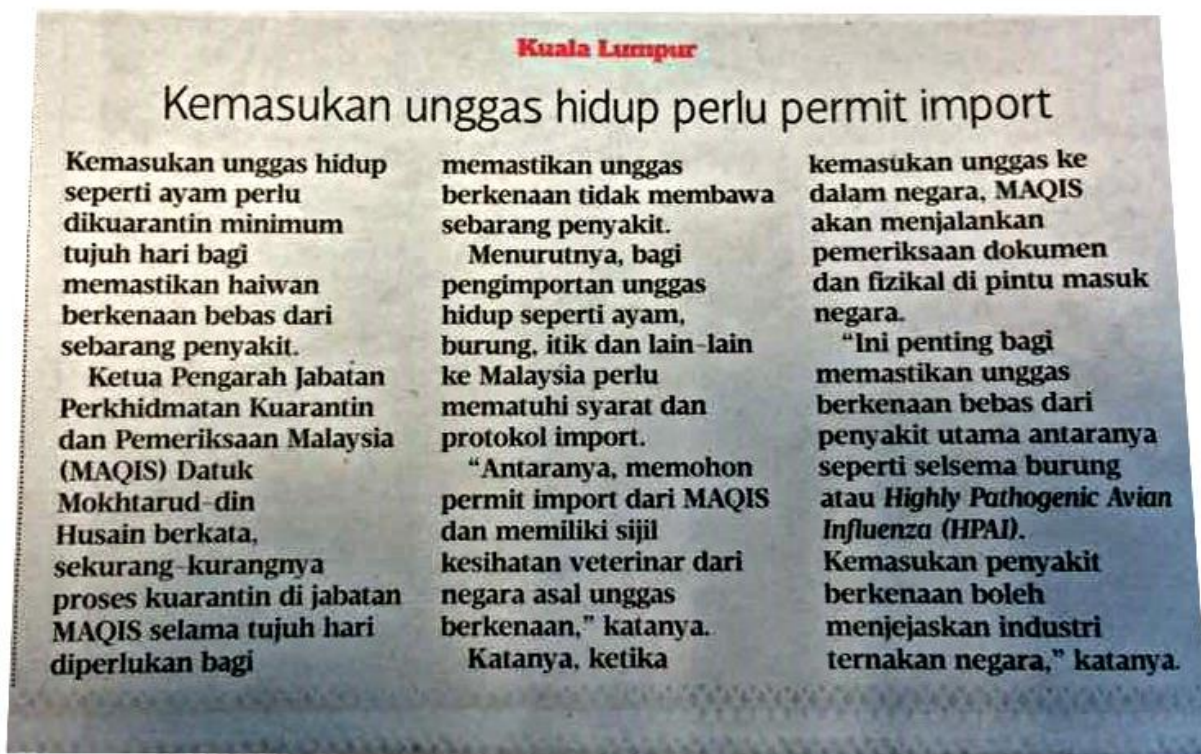 Kuala Lumpur
Kemasukan unggas hidup perlu permit import
Kemasukan unggas hidup
seperti ayam perlu
dikuarantin minimum
tujuh hari bagi
memastikan haiwan
berkenaan bebas dari
sebarang penyakit.
Ketua Pengarah Jabatan
Perkhidmatan Kuarantin
dan Pemeriksaan Malaysia
(MAQIS) Datuk
Mokhtarud-din
Husain berkata,
sekurang-kurangnya
proses kuarantin di jabatan
MAQIS selama tujuh hari
diperlukan bagi
memastikan unggas
berkenaan tidak membawa
sebarang penyakit.
Menurutnya, bagi
pengimportan unggas
hidup seperti ayam,
burung, itik dan lain-lain
ke Malaysia perlu
mematuhi syarat dan
protokol import.
“Antaranya, memohon
permit import dari MAQIS
dan memiliki sijil
kesihatan veterinar dari
negara asal unggas
berkenaan,” katanya.
Katanya, ketika
kemasukan unggas ke
dalam negara, MAQIS
akan menjalankan
pemeriksaan dokumen
dan fizikal di pintu masuk
negara.
“Ini penting bagi
memastikan unggas
berkenaan bebas dari
penyakit utama antaranya
seperti selsema burung
atau Highly Pathogenic Avian
Influenza (HPAI).
Kemasukan penyakit
berkenaan boleh
menjejaskan industri
ternakan negara,” katanya.